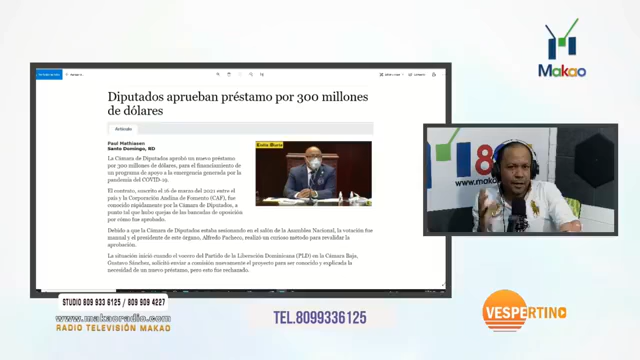 Makao
Diputados aprueban préstamo por 300 millones
de dólares
Artículo
Paul Mathiasen
Santo Domingo, RD
La Cámara de Diputados aprobó un nuevo préstamo
por 300 millones de dólares, para el financiamiento de
un programa de apoyo a la emergencia generada por la
pandemia del COVID-19.
El contrato, suscrito el 16 de marzo del 2021 entre el
país y la Corporación Andina de Fomento (CAF), fue
conocido rápidamente por la Cámara de Diputados, a
punto tal que hubo quejas de las bancadas de oposición
por cómo fue aprobado.
Listín Diario
Debido a que la Cámara de Diputados estaba sesionando en el salón de la Asamblea Nacional, la votación fue
manual y el presidente de este órgano, Alfredo Pacheco, realizó un curioso método para revalidar la
aprobación.
La situación inició cuando el vocero del Partido de la Liberación Dominicana (PLD) en la Cámara Baja,
Gustavo Sánchez, solicitó enviar a comisión nuevamente el proyecto para ser conocido y explicada la
necesidad de un nuevo préstamo, pero esto fue rechazado.
STUDIO 809 933 6125 / 809 909 4227
www.makaoradio.com
RADIO TELEVISIÓN MAKAO
TEL.8099336125
VESPERTINO